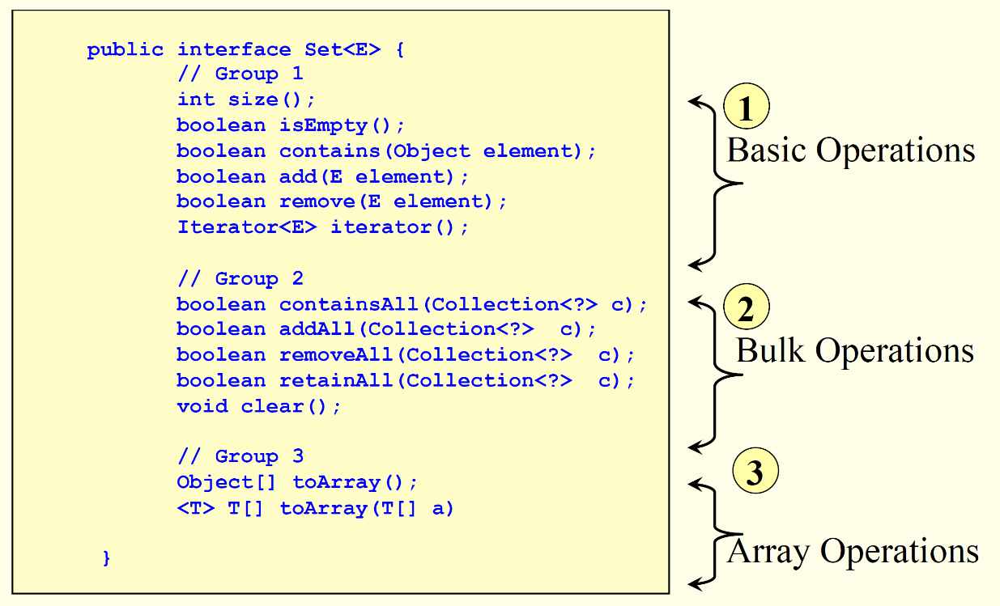 public interface Set<E> {
// Group 1
int size();
boolean isEmpty();
boolean contains(Object element);
boolean add(E element);
boolean remove(E element);
Iterator<E> iterator();
// Group 2
boolean containsAll(Collection<?> c);
boolean addAll(Collection<?>  c);
boolean removeAll(Collection<?>  c);
boolean retainAll(Collection<?>  c);
void clear();
// Group 3
Object[] toArray();
<T> T[] toArray(T[] a)
}
1
Basic Operations
2
Bulk Operations
3
Array Operations